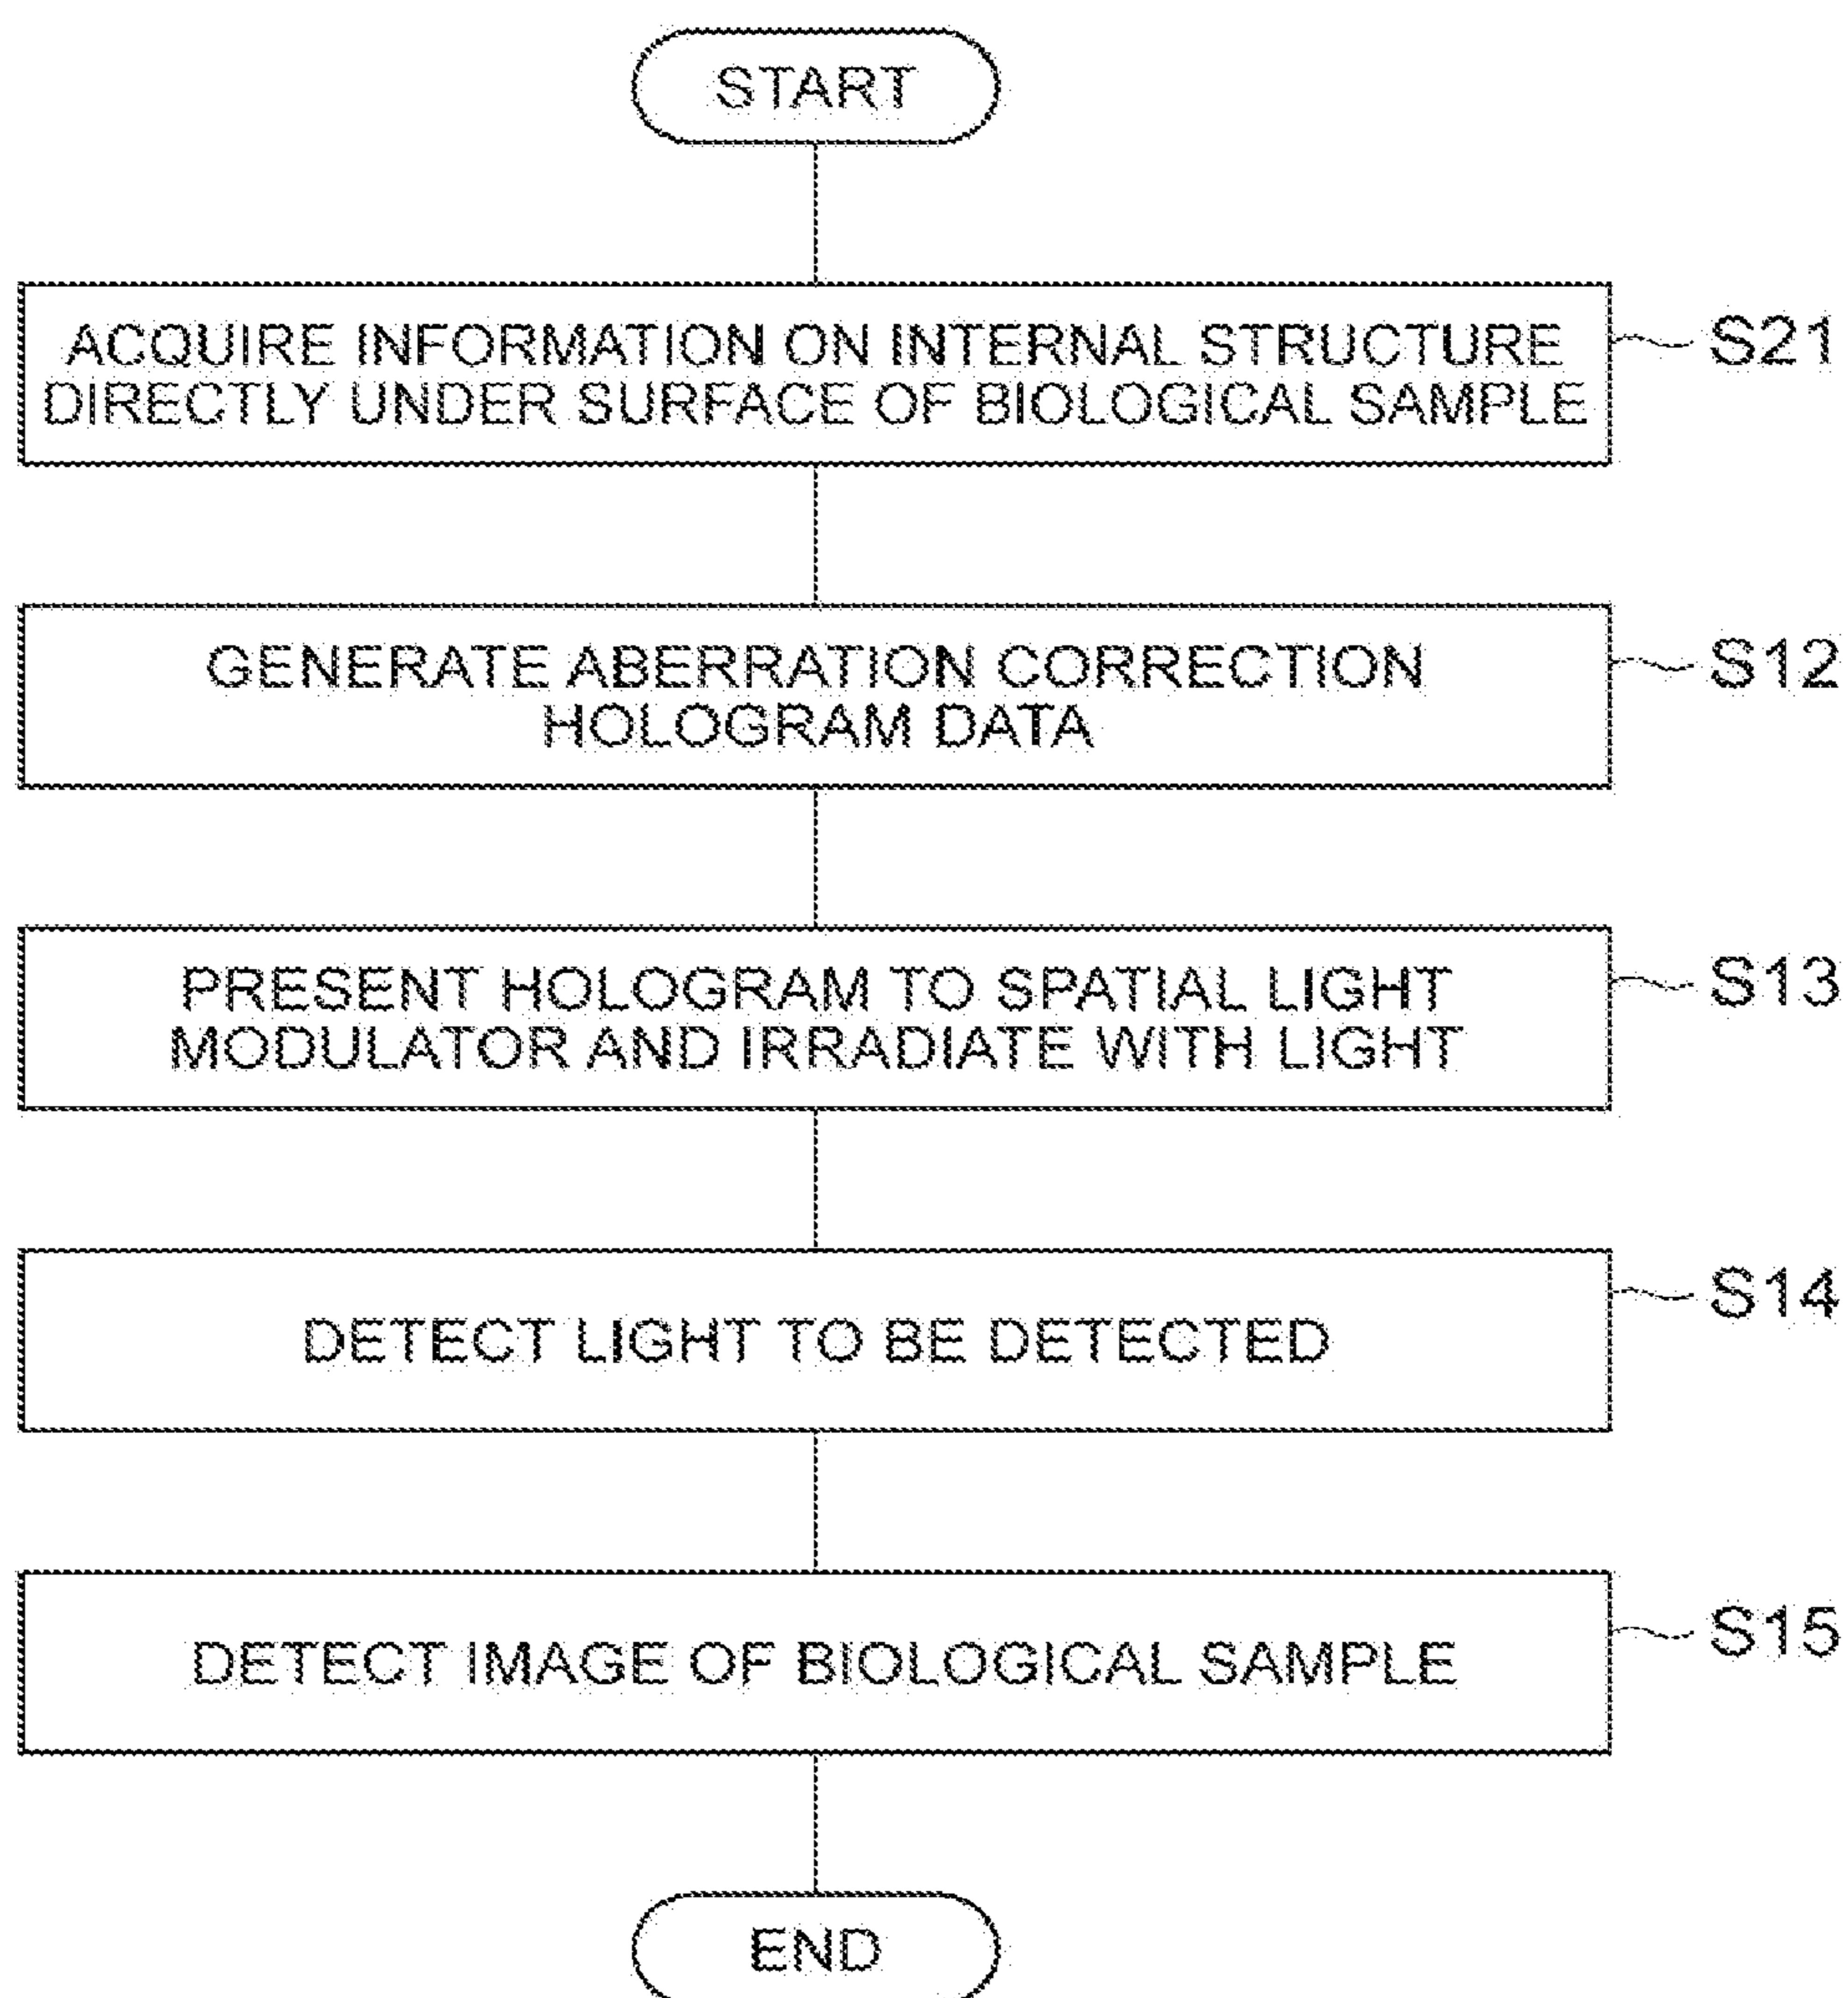 START
ACQUIRE INFORMATION ON INTERNAL STRUCTURE
DIRECTLY UNDER SURFACE OF BIOLOGICAL SAMPLE
S21
GENERATE ABERRATION CORRECTION
HOLOGRAM DATA
S12
PRESENT HOLOGRAM TO SPATIAL LIGHT
MODULATOR AND IRRADIATE WITH LIGHT
S13
DETECT LIGHT TO BE DETECTED
S14
DETECT IMAGE OF BIOLOGICAL SAMPLE
S15
END